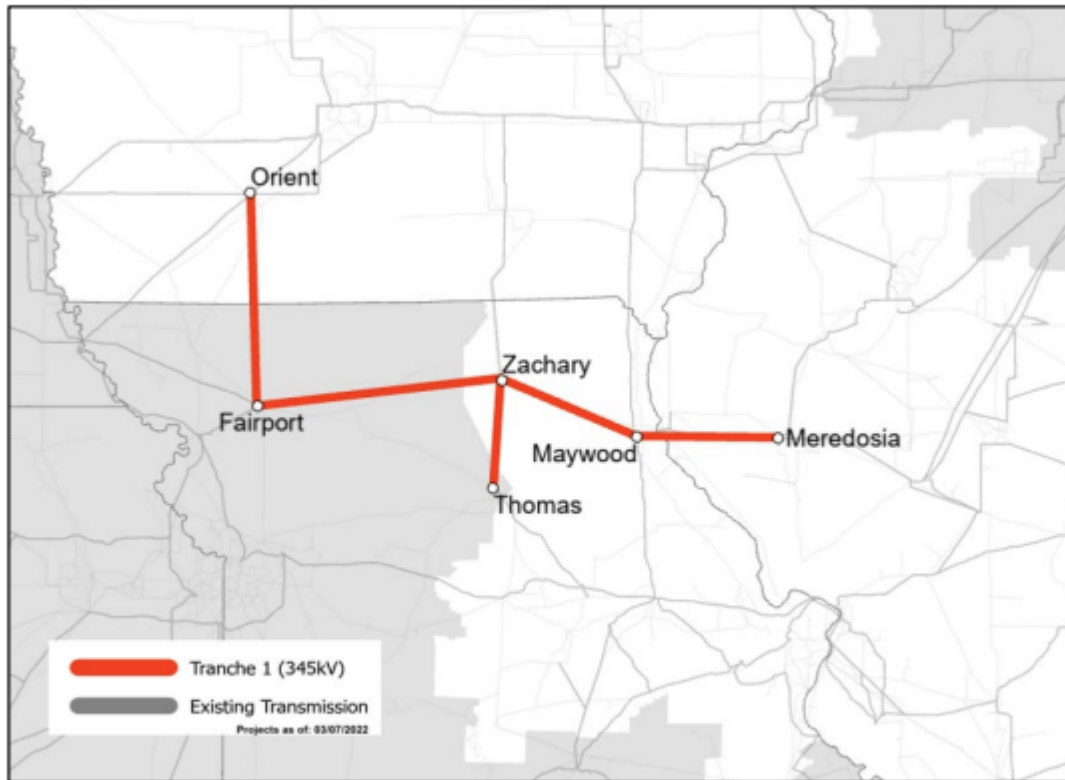 Orient
Zachary
Fairport
Maywood
Meredosia
Thomas
Tranche 1 (345kV)
Existing Transmission
Projects as of: 03/07/2022